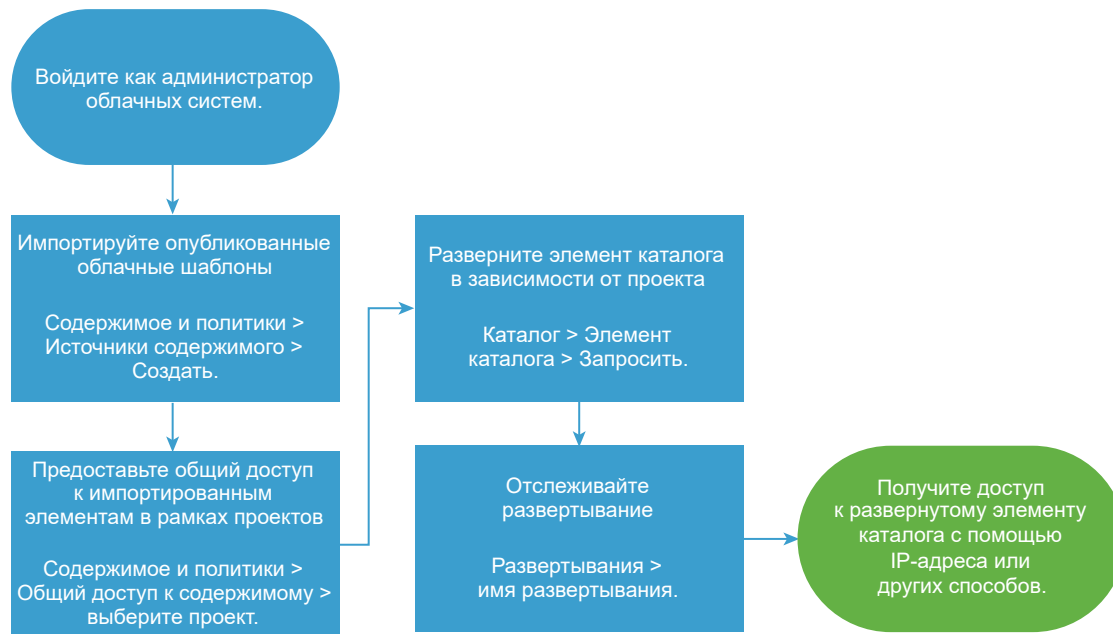 Войдите как администратор
облачных систем.
Импортируйте опубликованные
облачные шаблоны
Содержимое и политики >
Источники содержимого >
Создать.
Предоставьте общий доступ
к импортированным
элементам в рамках проектов
Содержимое и политики >
Общий доступ к содержимому >
выберите проект.
Разверните элемент каталога
в зависимости от проекта
Каталог > Элемент
каталога > Запросить.
Отслеживайте
развертывание
Развертывания >
имя развертывания.
Получите доступ
к развернутому элементу
каталога с помощью
IP-адреса или
других способов.